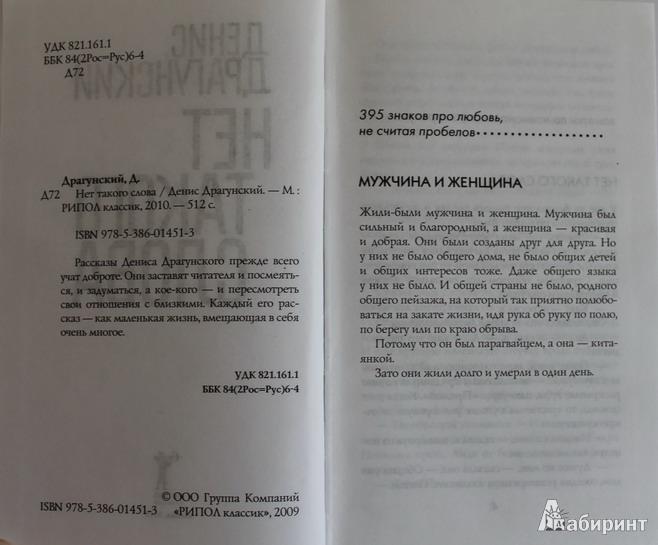 УДК 821.161.1
ББК 84(2Рос=Рус)6-4
Д72
ДЕНИС
ДРАГУНСКИЙ
НЕТ
Драгунский, Д.
Д72 Нет такого слова / Денис Драгунский. — М. :
РИПОЛ классик, 2010. — 512 с.
ISBN 978-5-386-01451-3
Рассказы Дениса Драгунского прежде всего
учат доброте. Они заставят читателя и посмеять-
ся, и задуматься, а кое-кого — и пересмотреть
свои отношения с близкими. Каждый его рас-
сказ — как маленькая жизнь, вмещающая в себя
очень многое.
УДК 821.161.1
ББК 84(2Рос=Рус)6-4
© ООО Группа Компаний
ISBN 978-5-386-01451-3 «РИПОЛ классик», 2009
395 знаков про любовь,
не считая пробелов....................
МУЖЧИНА И ЖЕНЩИНА
Жили-были мужчина и женщина. Мужчина был
сильный и благородный, а женщина — красивая
и добрая. Они были созданы друг для друга. Но
у них не было общего дома, не было общих детей
и общих интересов тоже. Даже общего языка
у них не было. И общей страны не было, родного
общего пейзажа, на который так приятно полюбо-
ваться на закате жизни, идя рука об руку по полю,
по берегу или по краю обрыва.
Потому что он был парагвайцем, а она — кита-
янкой.
Зато они жили долго и умерли в один день.
Лабиринт